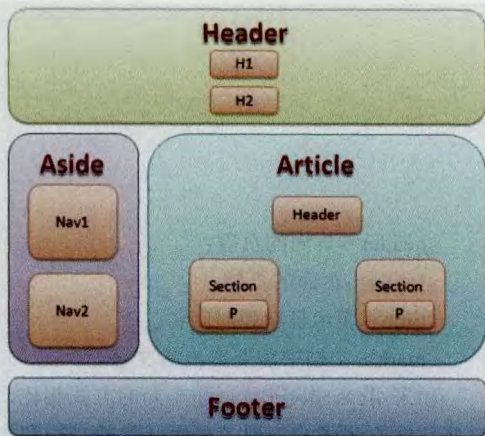 Header
H1
H2
Aside
Nav1
Nav2
Article
Header
Section
P
Section
P
Footer